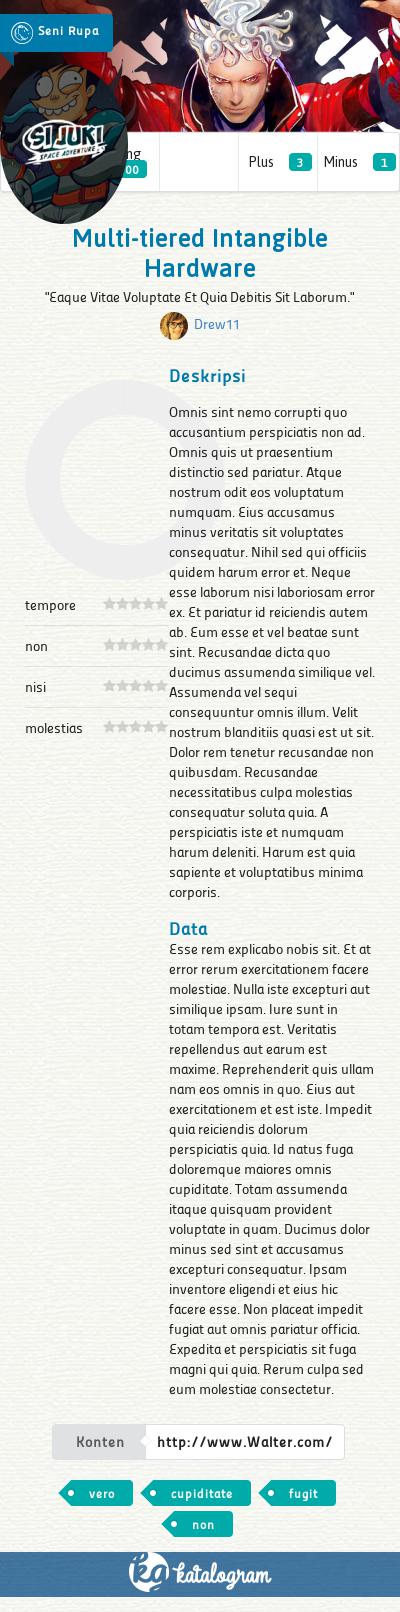 Seni Rupa
SI JUKI
SPACE ADVENTURE
ng
00
Plus 3
Minus 1
Multi-tiered Intangible
Hardware
"Eaque Vitae Voluptate Et Quia Debitis Sit Laborum."
Drew11
Deskripsi
Omnis sint nemo corrupti quo
accusantium perspiciatis non ad.
Omnis quis ut praesentium
distinctio sed pariatur. Atque
nostrum odit eos voluptatum
numquam. Eius accusamus
minus veritatis sit voluptates
consequatur. Nihil sed qui officiis
quidem harum error et. Neque
esse laborum nisi laboriosam error
ex. Et pariatur id reiciendis autem
ab. Eum esse et vel beatae sunt
sint. Recusandae dicta quo
ducimus assumenda similique vel.
Assumenda vel sequi
consequuntur omnis illum. Velit
nostrum blanditiis quasi est ut sit.
Dolor rem tenetur recusandae non
quibusdam. Recusandae
necessitatibus culpa molestias
consequatur soluta quia. A
perspiciatis iste et numquam
harum deleniti. Harum est quia
sapiente et voluptatibus minima
corporis.
tempore
non
nisi
molestias
Data
Esse rem explicabo nobis sit. Et at
error rerum exercitationem facere
molestiae. Nulla iste excepturi aut
similique ipsam. Iure sunt in
totam tempora est. Veritatis
repellendus aut earum est
maxime. Reprehenderit quis ullam
nam eos omnis in quo. Eius aut
exercitationem et est iste. Impedit
quia reiciendis dolorum
perspiciatis quia. Id natus fuga
doloremque maiores omnis
cupiditate. Totam assumenda
itaque quisquam provident
voluptate in quam. Ducimus dolor
minus sed sint et accusamus
excepturi consequatur. Ipsam
inventore eligendi et eius hic
facere esse. Non placeat impedit
fugiat aut omnis pariatur officia.
Expedita et perspiciatis sit fuga
magni qui quia. Rerum culpa sed
eum molestiae consectetur.
Konten http://www.Walter.com/
vero cupiditate fugit
non
ka katalogram